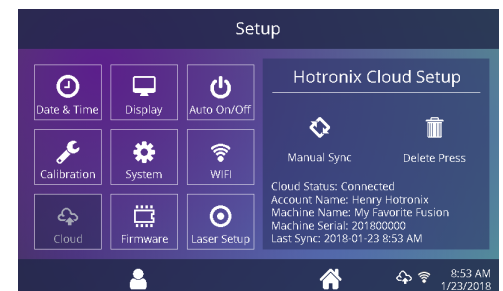 Setup
Date & Time
Display
Auto On/Off
Calibration
System
WIFI
Cloud
Firmware
Laser Setup
Hotronix Cloud Setup
Manual Sync
Delete Press
Cloud Status: Connected
Account Name: Henry Hotronix
Machine Name: My Favorite Fusion
Machine Serial: 201800000
Last Sync: 2018-01-23 8:53 AM
8:53 AM
1/23/2018